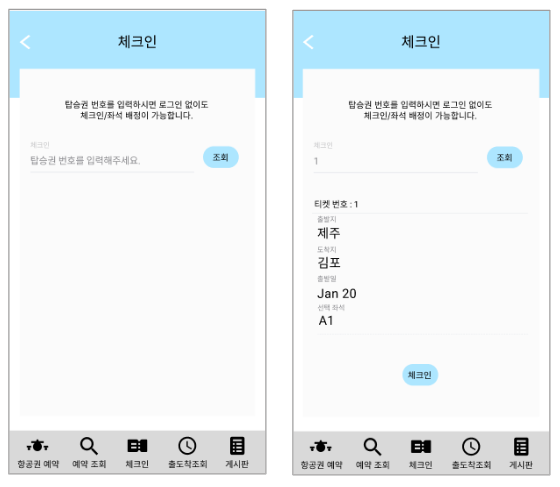 체크인
탑승권 번호를 입력하시면 로그인 없이도
체크인/좌석 배정이 가능합니다.
체크인
탑승권 번호를 입력해주세요.
조회
항공권 예약
예약 조회
체크인
출도착조회
게시판
체크인
탑승권 번호를 입력하시면 로그인 없이도
체크인/좌석 배정이 가능합니다.
체크인
1
조회
티켓 번호 : 1
출발지
제주
도착지
김포
출발일
Jan 20
선택 좌석
A1
체크인
항공권 예약
예약 조회
체크인
출도착조회
게시판